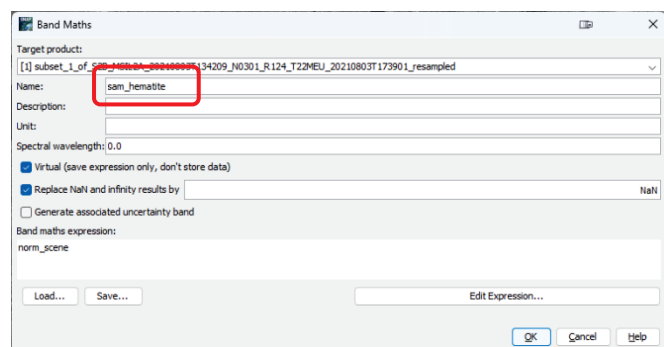 Band Maths
Target product:
[1] subset_1_of_S2B_MSIL2A_20210803T134209_N0301_R124_T22MEU_20210803T173901_resampled
Name: sam_hematite
Description:
Unit:
Spectral wavelength: 0.0
Virtual (save expression only, don't store data)
Replace NaN and infinity results by NaN
Generate associated uncertainty band
Band maths expression:
norm_scene
Load... Save... Edit Expression...
OK Cancel Help